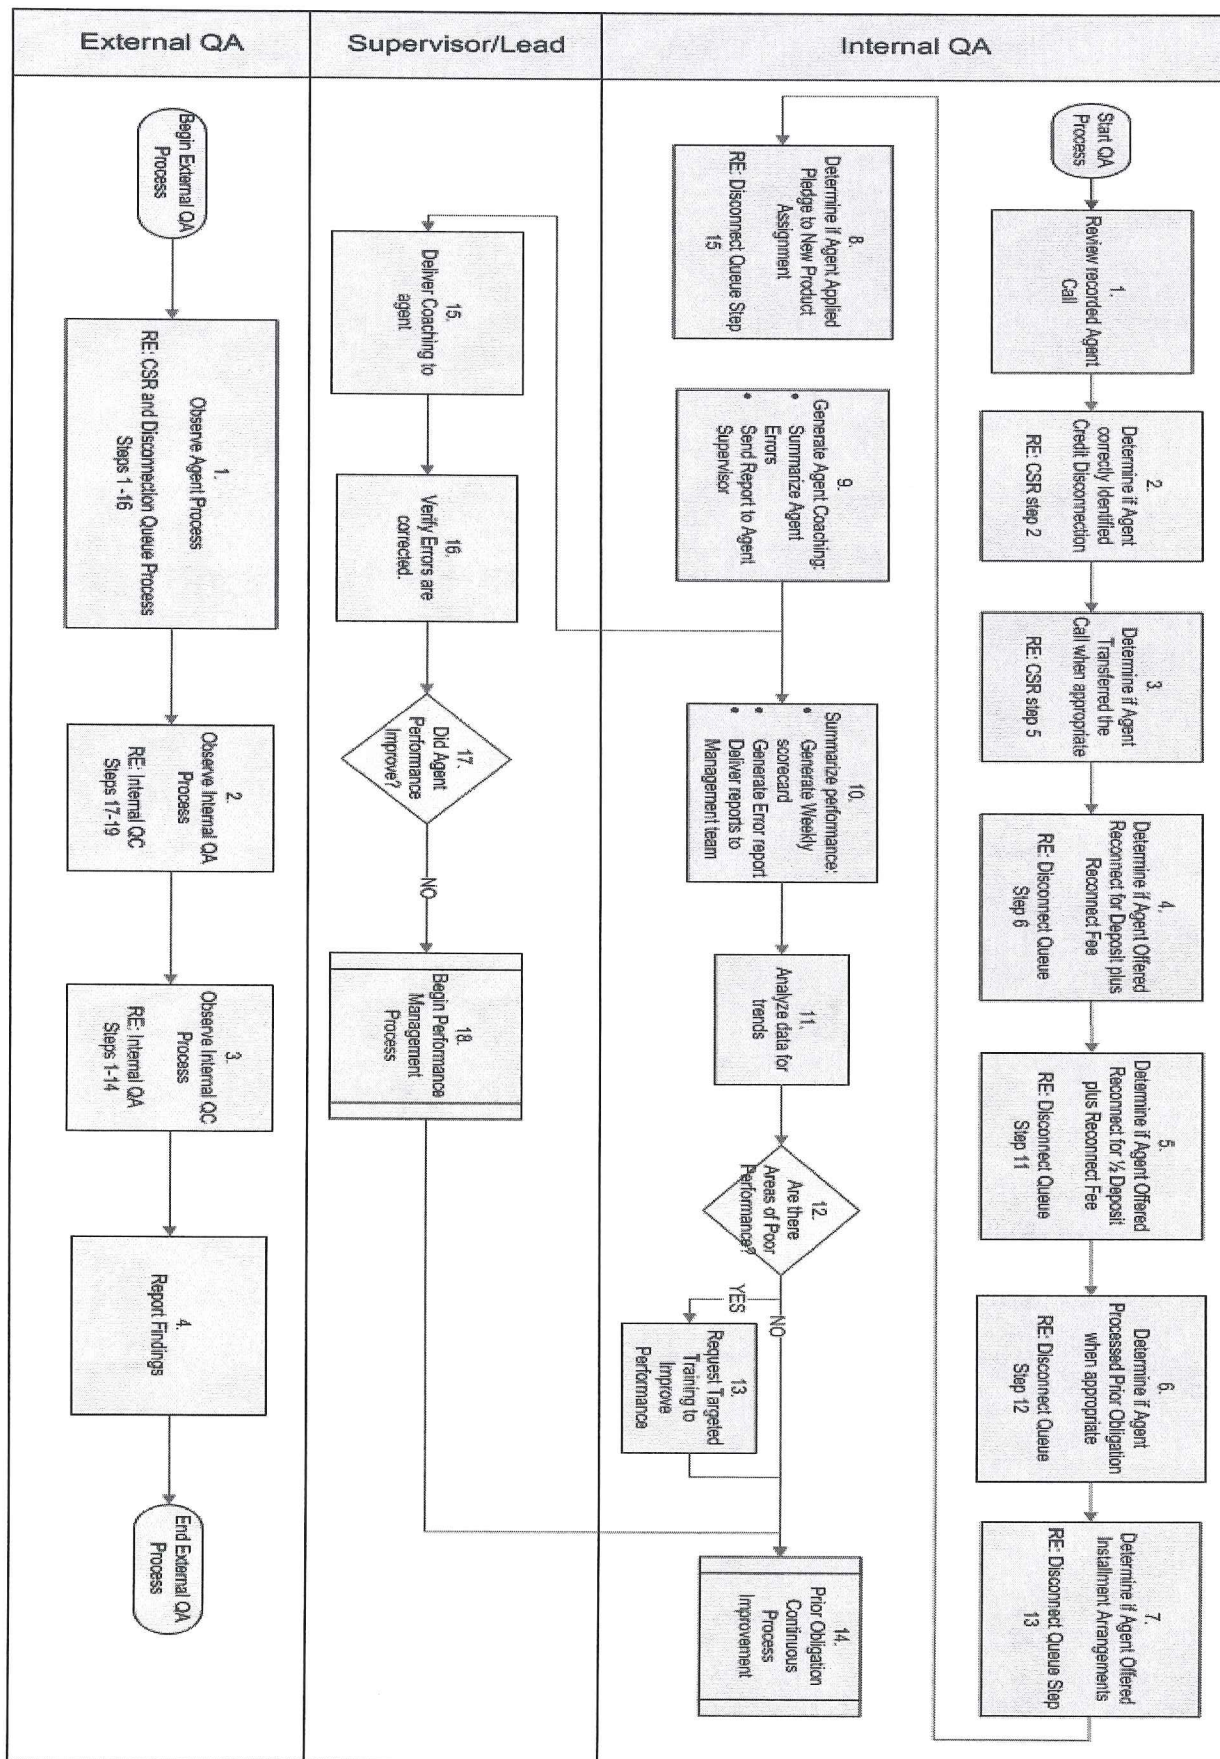 Internal QA
Start QA
Process
1.
Review recorded Agent
Call
2.
Determine if Agent
correctly Identified
Credit Disconnection
RE: CSR step 2
3.
Determine if Agent
Transferred the
Call when appropriate
RE: CSR step 5
4.
Determine if Agent Offered
Reconnect for Deposit plus
Reconnect Fee
RE: Disconnect Queue
Step 6
5.
Determine if Agent Offered
Reconnect for ½ Deposit
plus Reconnect Fee
RE: Disconnect Queue
Step 11
6.
Determine if Agent
Processed Prior Obligation
when appropriate
RE: Disconnect Queue
Step 12
7.
Determine if Agent Offered
Installment Arrangements
RE: Disconnect Queue Step
13
8.
Determine if Agent Applied
Pledge to New Product
Assignment
RE: Disconnect Queue Step
15
9.
Generate Agent Coaching:
• Summarize Agent
Errors
• Send Report to Agent
Supervisor
10.
Summarize performance:
• Generate Weekly
scorecard
• Generate Error report
• Deliver reports to
Management team
11.
Analyze data for
trends
12.
Are there
Areas of Poor
Performance?
NO
YES
13.
Request Targeted
Training to
Improve
Performance
14.
Prior Obligation
Continuous
Process
Improvement
Supervisor/Lead
15.
Deliver Coaching to
agent
16.
Verify Errors are
corrected.
17.
Did Agent
Performance
Improve?
NO
18.
Begin Performance
Management
Process
External QA
Begin External QA
Process
1.
Observe Agent Process
RE: CSR and Disconnection Queue Process
Steps 1 -16
2.
Observe Internal QA
Process
RE: Internal QC
Steps 17-19
3.
Observe Internal QC
Process
RE: Internal QA
Steps 1-14
4.
Report Findings
End External QA
Process